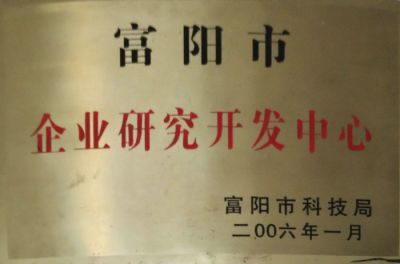 富阳市
企业研究开发中心
富阳市科技局
二00六年一月